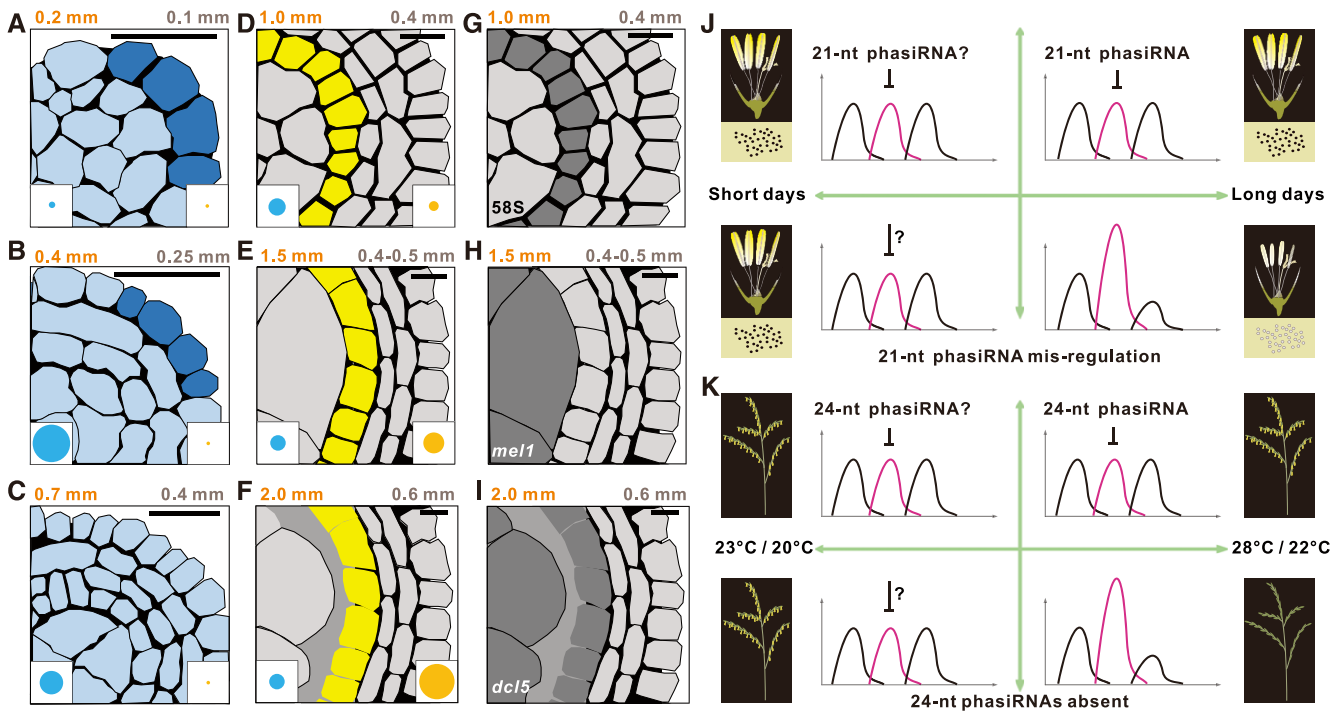 A
0.2 mm
0.1 mm
D
1.0 mm
0.4 mm
G
1.0 mm
0.4 mm
58S
B
0.4 mm
0.25 mm
E
1.5 mm
0.4-0.5 mm
H
1.5 mm
0.4-0.5 mm
mel1
C
0.7 mm
0.4 mm
F
2.0 mm
0.6 mm
I
2.0 mm
0.6 mm
dcl5
J
21-nt phasiRNA?
21-nt phasiRNA
Short days
Long days
?
21-nt phasiRNA mis-regulation
K
24-nt phasiRNA?
24-nt phasiRNA
23°C / 20°C
28°C / 22°C
?
24-nt phasiRNAs absent